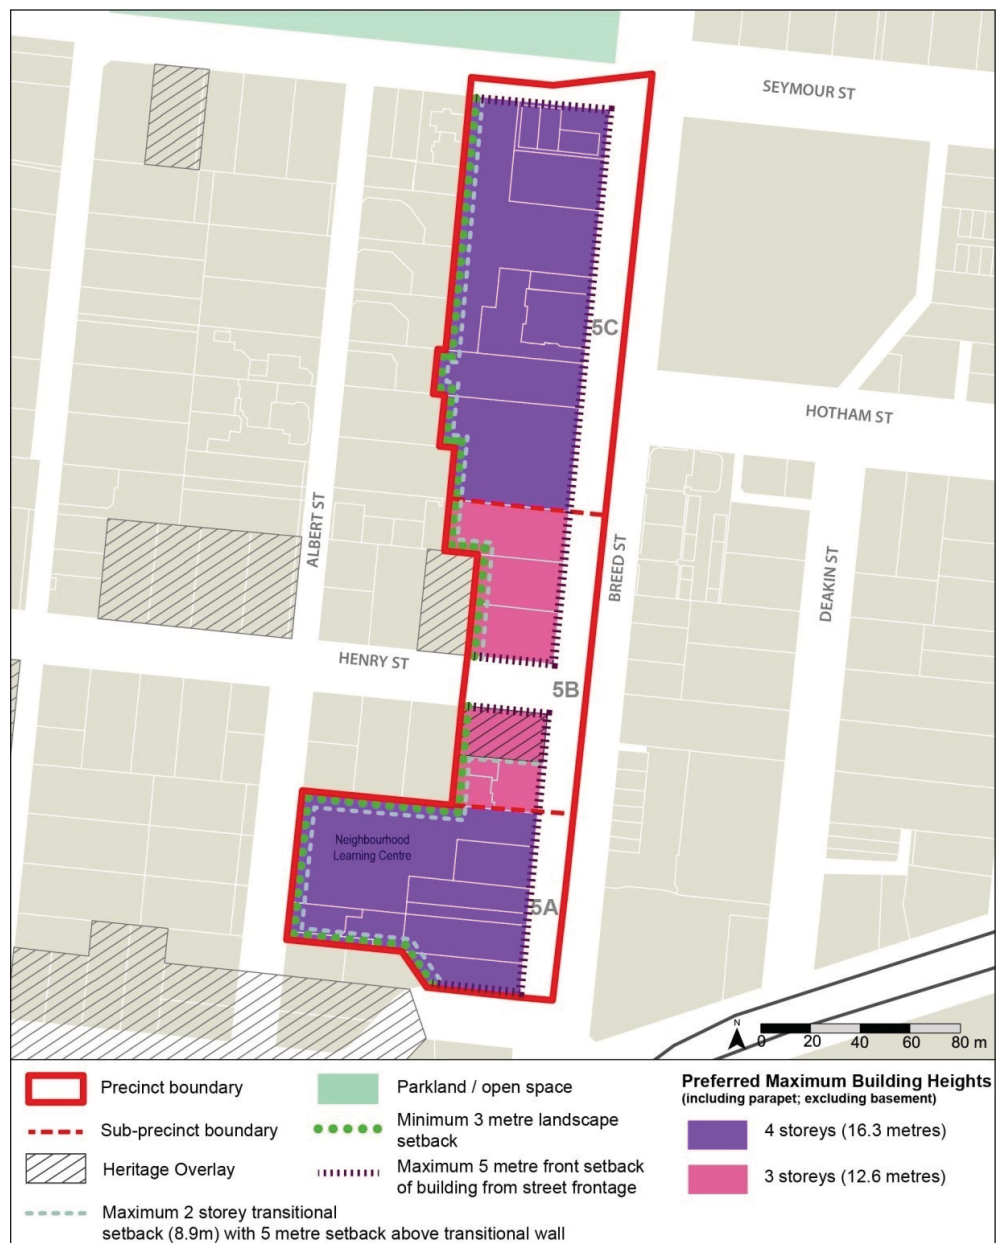 SEYMOUR ST
5C
HOTHAM ST
ALBERT ST
BREED ST
DEAKIN ST
HENRY ST
5B
Neighbourhood
Learning Centre
5A
N
0 20 40 60 80 m
Precinct boundary
Sub-precinct boundary
Heritage Overlay
Maximum 2 storey transitional
setback (8.9m) with 5 metre setback above transitional wall
Parkland / open space
Minimum 3 metre landscape
setback
Maximum 5 metre front setback
of building from street frontage
Preferred Maximum Building Heights
(including parapet; excluding basement)
4 storeys (16.3 metres)
3 storeys (12.6 metres)